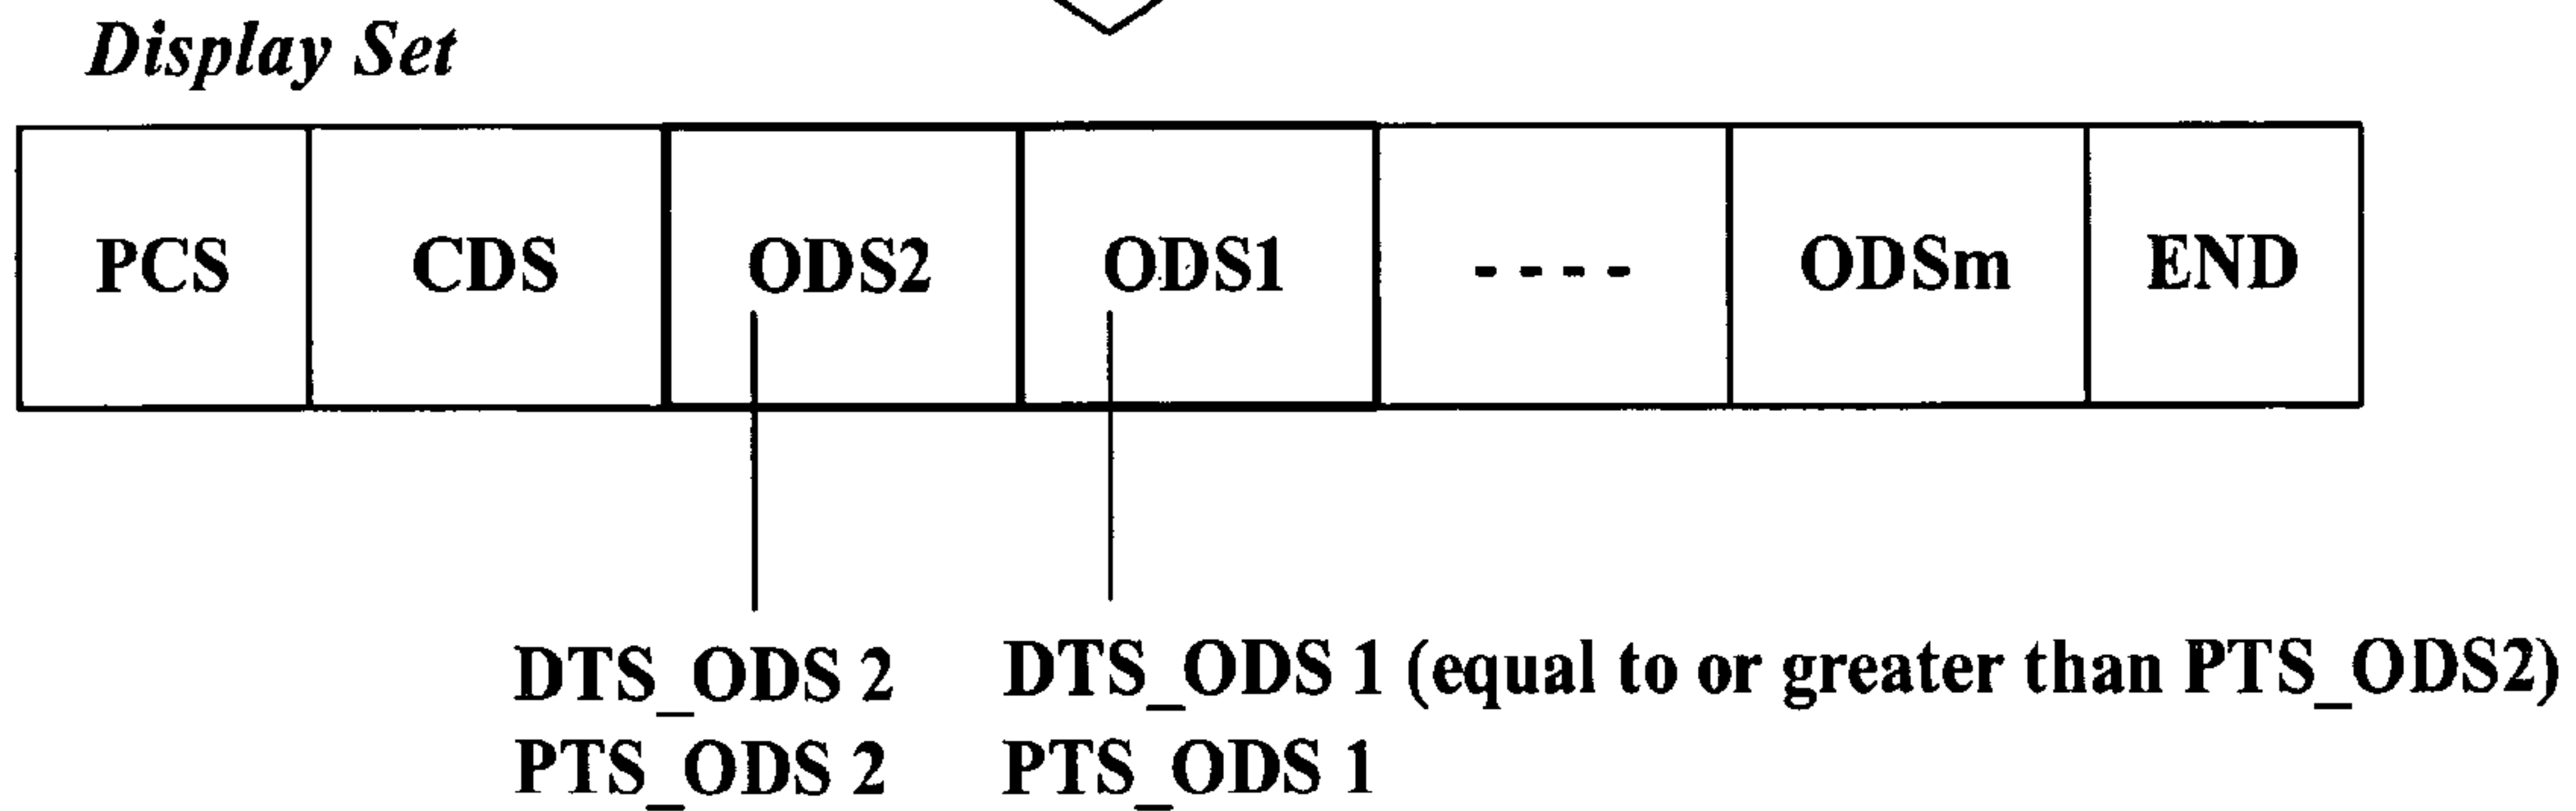 Display Set
PCS CDS ODS2 ODS1 ---- ODSm END
DTS_ODS 2 DTS_ODS 1 (equal to or greater than PTS_ODS2)
PTS_ODS 2 PTS_ODS 1